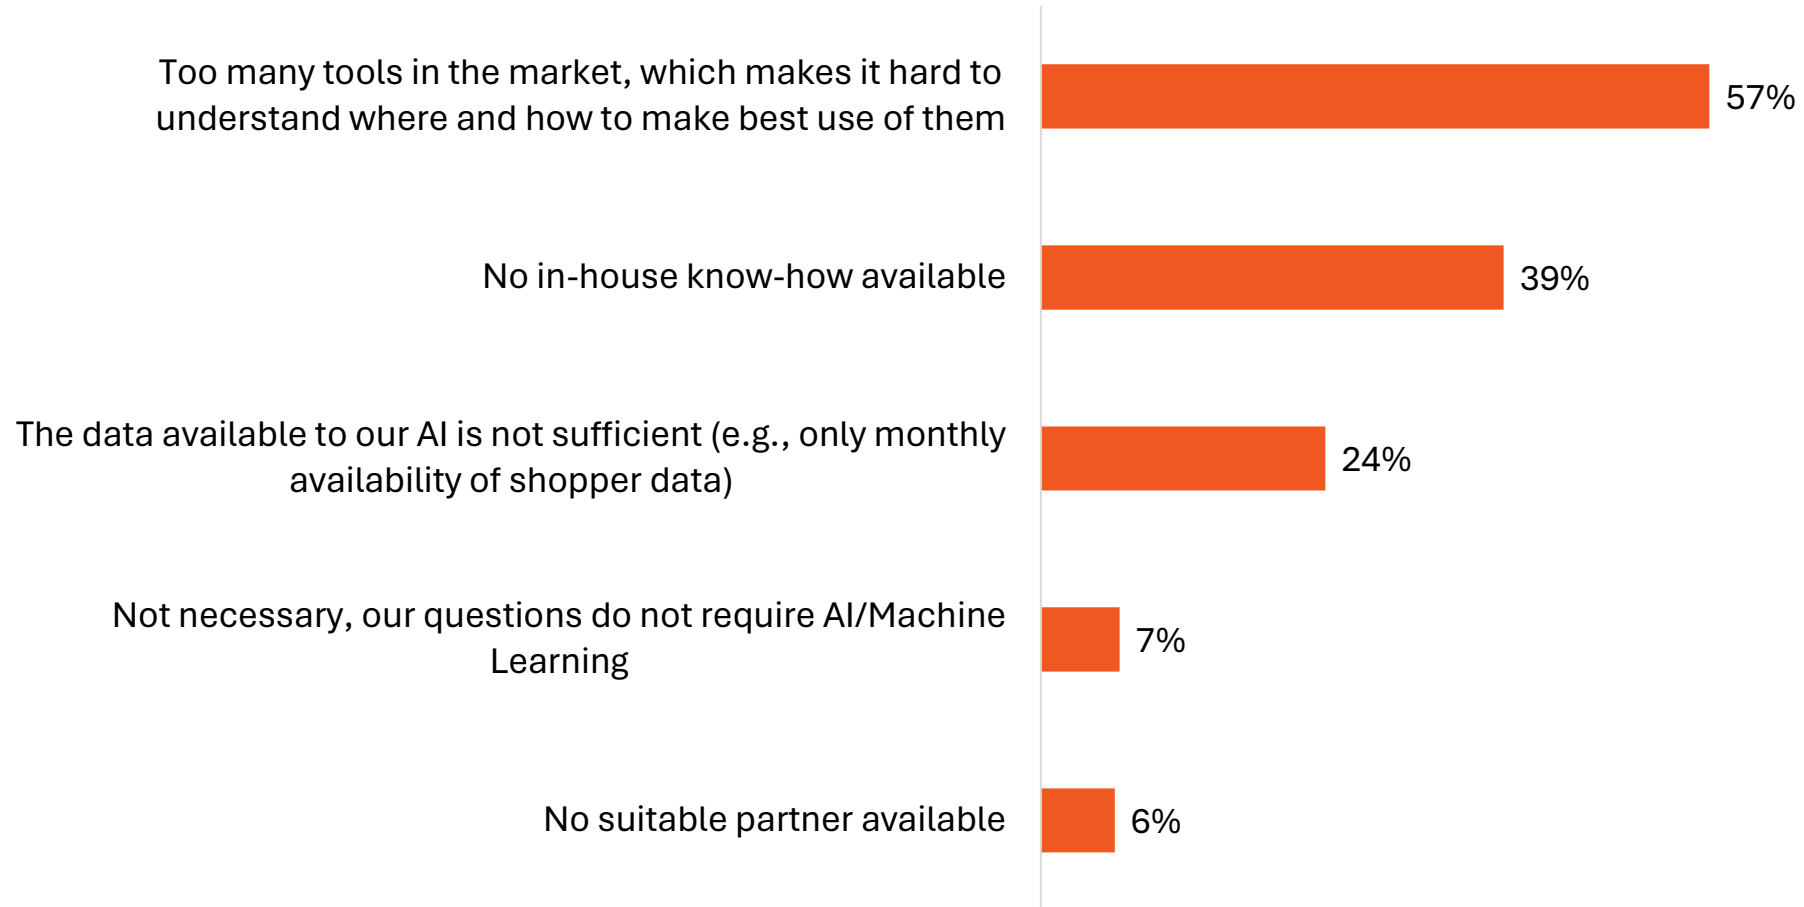 Too many tools in the market, which makes it hard to
understand where and how to make best use of them
57%
No in-house know-how available
39%
The data available to our AI is not sufficient (e.g., only monthly
availability of shopper data)
24%
Not necessary, our questions do not require AI/Machine
Learning
7%
No suitable partner available
6%